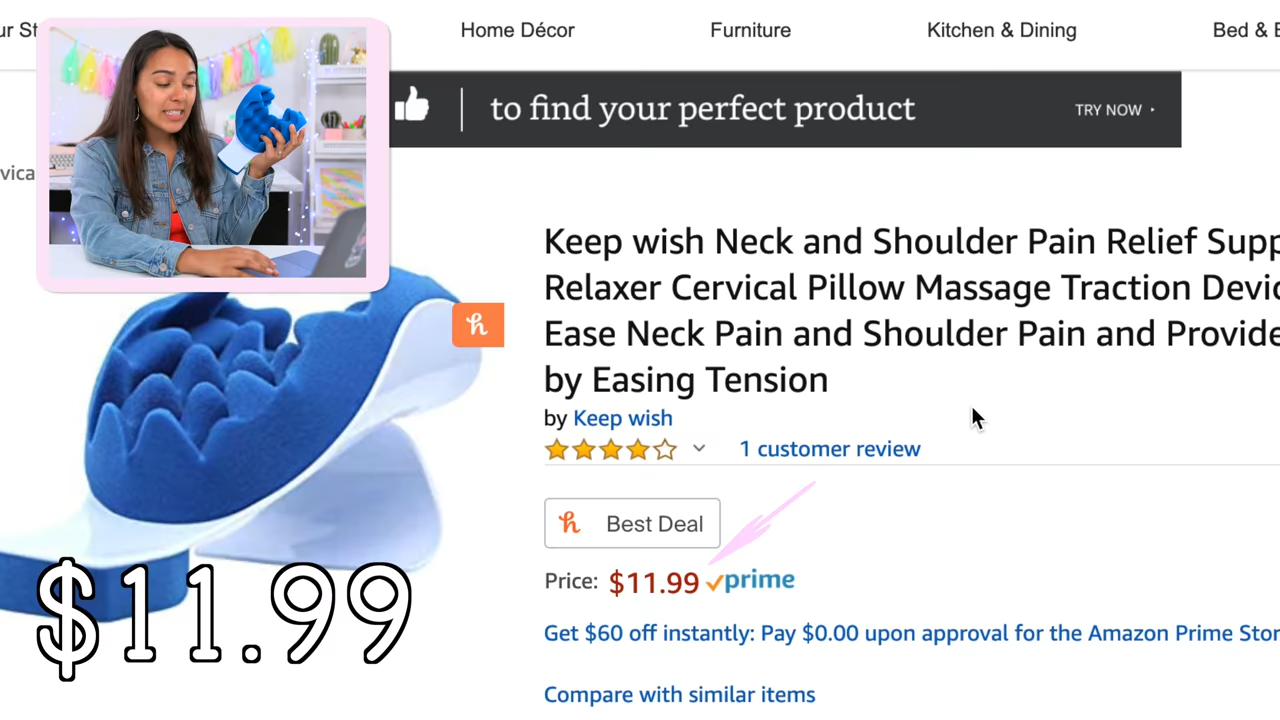 ur St
Home Décor
Furniture
Kitchen & Dining
Bed & B
to find your perfect product
TRY NOW
vica
Keep wish Neck and Shoulder Pain Relief Supp
Relaxer Cervical Pillow Massage Traction Devic
Ease Neck Pain and Shoulder Pain and Provide
by Easing Tension
by Keep wish
1 customer review
h
h Best Deal
Price: $11.99 prime
Get $60 off instantly: Pay $0.00 upon approval for the Amazon Prime Stor
Compare with similar items
$11.99